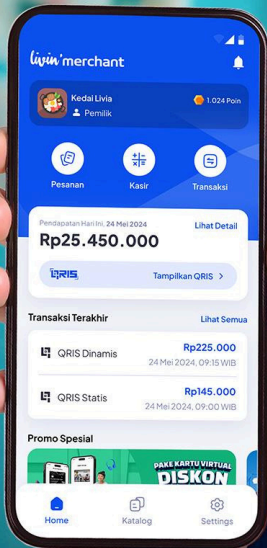 livin'merchant
Kedai Livia
1.024 Poin
Pemilik
Pesanan
Kasir
Transaksi
Pendapatan Hari Ini, 24 Mei 2024
Lihat Detail
Rp25.450.000
QRIS
Tampilkan QRIS >
Transaksi Terakhir
Lihat Semua
QRIS Dinamis
Rp225.000
24 Mei 2024, 09:15 WIB
QRIS Statis
Rp145.000
24 Mei 2024, 09:00 WIB
Promo Spesial
PAKE KARTU VIRTUAL
DISKON
Home
Katalog
Settings